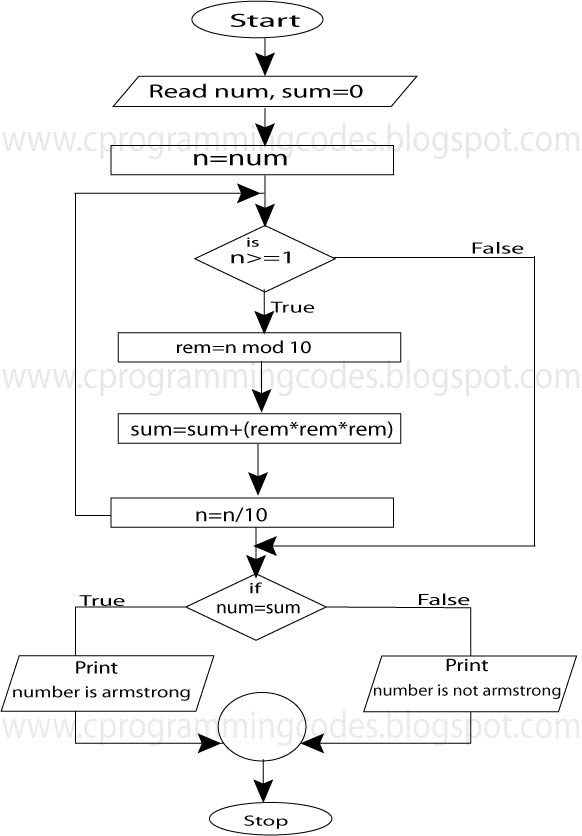 Start
Read num, sum=0
www.cprogrammingcodes.blogspot.com
n=num
is
n>=1
False
True
rem=n mod 10
www.cprogrammingcodes.blogspot.com
sum=sum+(rem*rem*rem)
n=n/10
if
num=sum
True
False
Print
number is armstrong
Print
number is not armstrong
www.cprogrammingcodes.blogspot.com
Stop